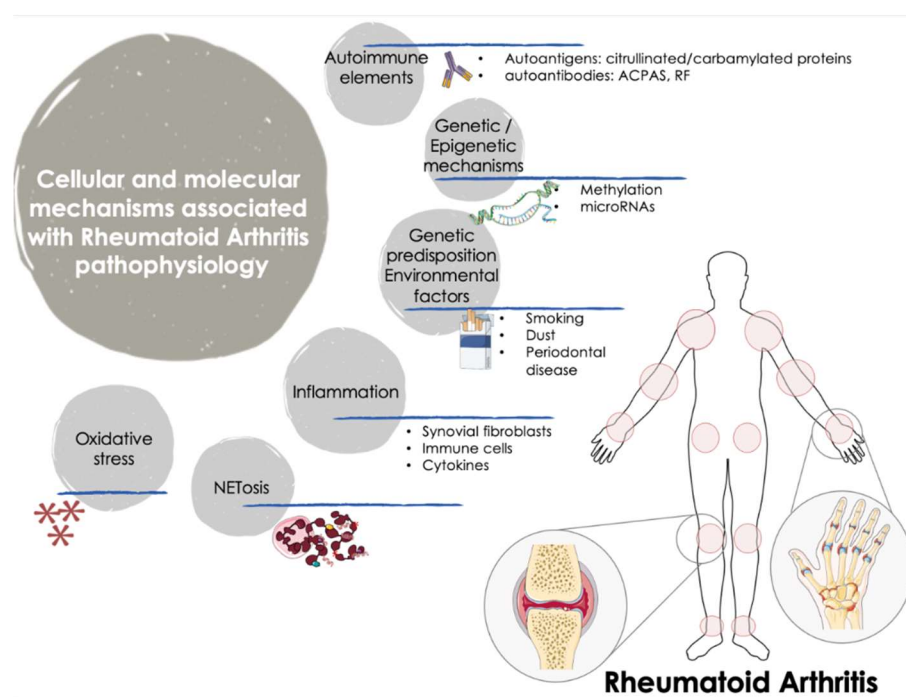 Cellular and molecular
mechanisms associated
with Rheumatoid Arthritis
pathophysiology
Autoimmune
elements
• Autoantigens: citrullinated/carbamylated proteins
• autoantibodies: ACPAS, RF
Genetic /
Epigenetic
mechanisms
• Methylation
• microRNAs
Genetic
predisposition
Environmental
factors
• Smoking
• Dust
• Periodontal
disease
Inflammation
• Synovial fibroblasts
• Immune cells
• Cytokines
Oxidative
stress
NETosis
Rheumatoid Arthritis